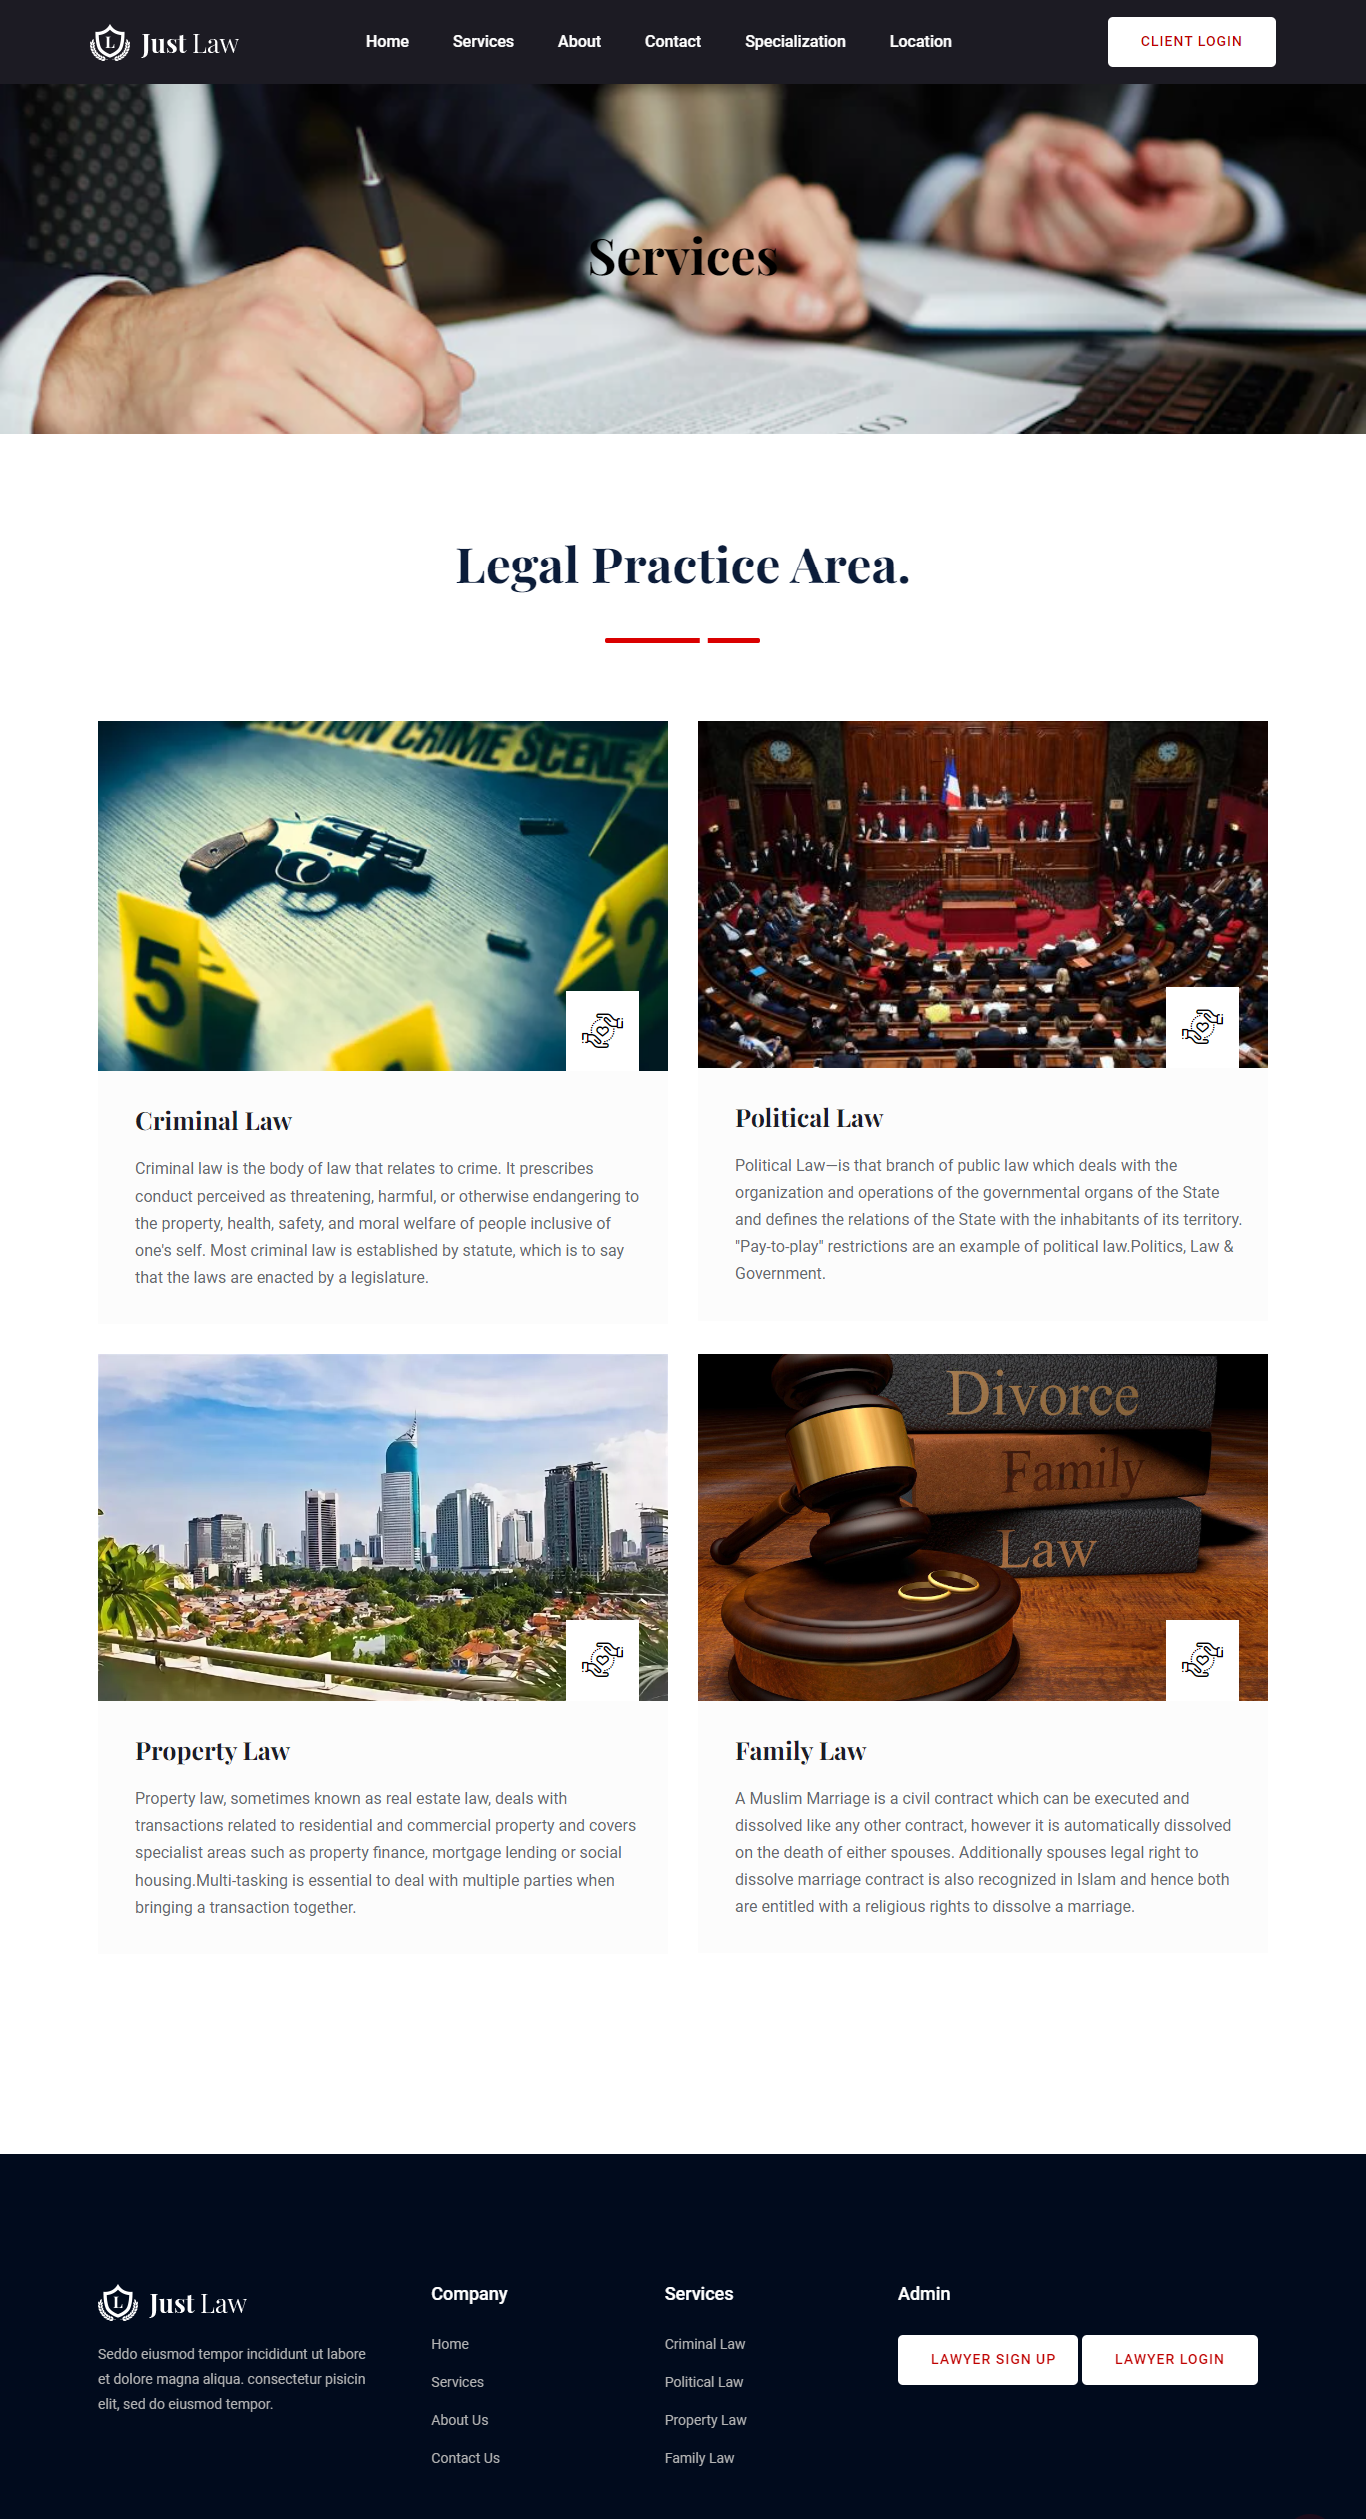 L Just Law
Home Services About Contact Specialization Location
CLIENT LOGIN
Services
Legal Practice Area.
CRIME SCENE
5
2
Criminal Law
Criminal law is the body of law that relates to crime. It prescribes
conduct perceived as threatening, harmful, or otherwise endangering to
the property, health, safety, and moral welfare of people inclusive of
one's self. Most criminal law is established by statute, which is to say
that the laws are enacted by a legislature.
Political Law
Political Law—is that branch of public law which deals with the
organization and operations of the governmental organs of the State
and defines the relations of the State with the inhabitants of its territory.
"Pay-to-play" restrictions are an example of political law.Politics, Law &
Government.
Divorce
Family
Law
Property Law
Property law, sometimes known as real estate law, deals with
transactions related to residential and commercial property and covers
specialist areas such as property finance, mortgage lending or social
housing.Multi-tasking is essential to deal with multiple parties when
bringing a transaction together.
Family Law
A Muslim Marriage is a civil contract which can be executed and
dissolved like any other contract, however it is automatically dissolved
on the death of either spouses. Additionally spouses legal right to
dissolve marriage contract is also recognized in Islam and hence both
are entitled with a religious rights to dissolve a marriage.
L Just Law
Seddo eiusmod tempor incididunt ut labore
et dolore magna aliqua. consectetur pisicin
elit, sed do eiusmod tempor.
Company
Home
Services
About Us
Contact Us
Services
Criminal Law
Political Law
Property Law
Family Law
Admin
LAWYER SIGN UP
LAWYER LOGIN